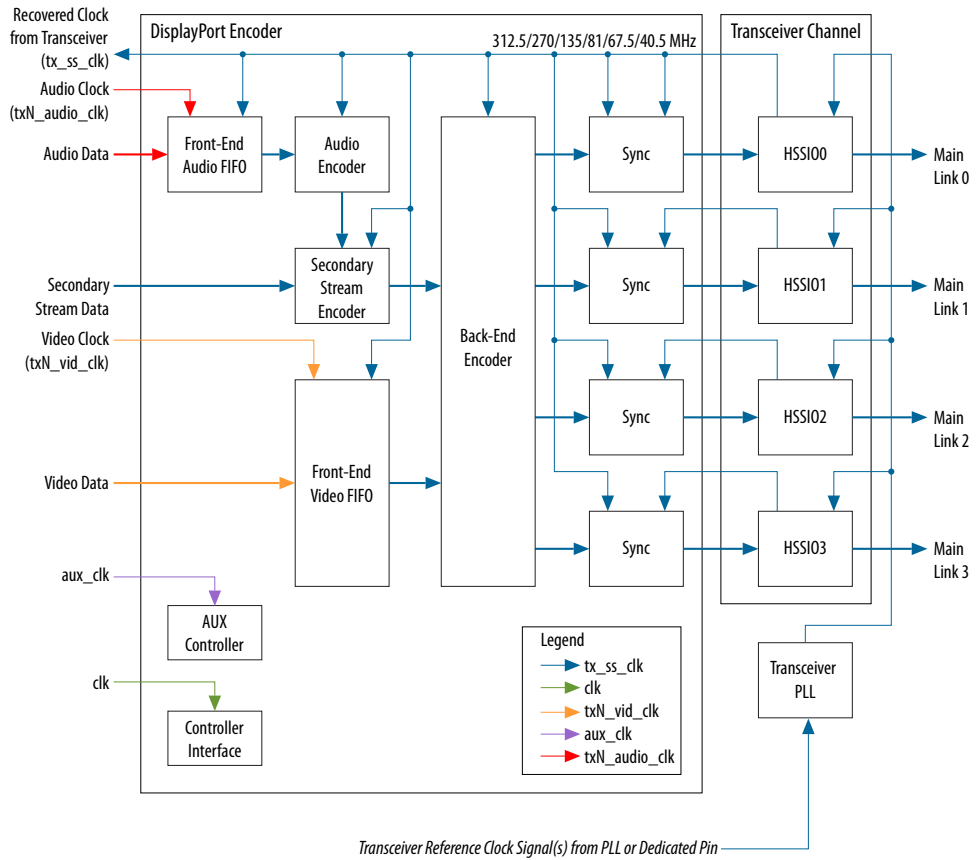 Recovered Clock
from Transceiver
(tx_ss_clk)
DisplayPort Encoder
312.5/270/135/81/67.5/40.5 MHz
Transceiver Channel
Audio Clock
(txN_audio_clk)
Audio Data
Front-End
Audio FIFO
Audio
Encoder
Sync
HSSIO0
Main
Link 0
Secondary
Stream Data
Secondary
Stream
Encoder
Sync
HSSIO1
Main
Link 1
Video Clock
(txN_vid_clk)
Back-End
Encoder
Sync
HSSIO2
Main
Link 2
Video Data
Front-End
Video FIFO
Sync
HSSIO3
Main
Link 3
aux_clk
AUX
Controller
clk
Controller
Interface
Legend
tx_ss_clk
clk
txN_vid_clk
aux_clk
txN_audio_clk
Transceiver
PLL
Transceiver Reference Clock Signal(s) from PLL or Dedicated Pin